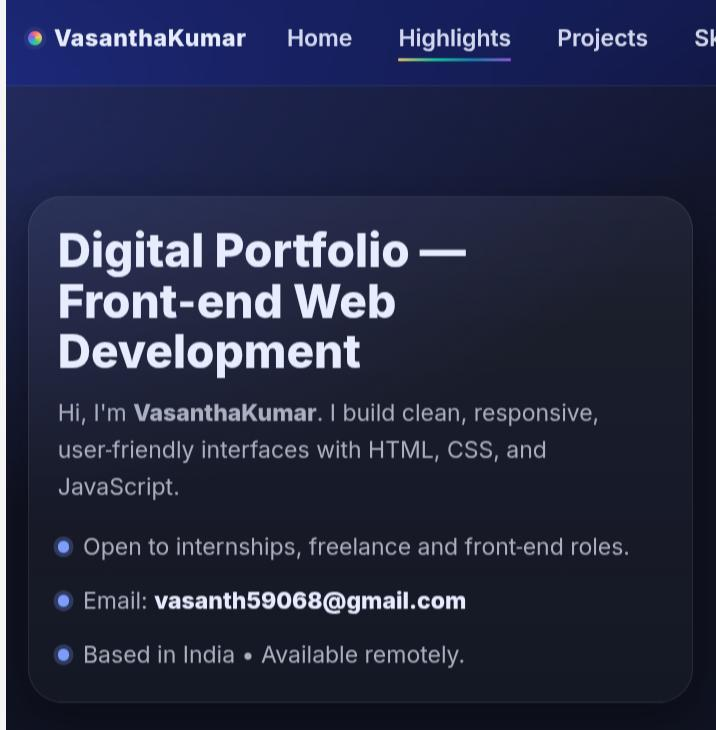 VasanthaKumar Home Highlights Projects
Digital Portfolio —
Front-end Web
Development
Hi, I'm VasanthaKumar. I build clean, responsive,
user-friendly interfaces with HTML, CSS, and
JavaScript.
Open to internships, freelance and front-end roles.
Email: vasanth59068@gmail.com
Based in India • Available remotely.